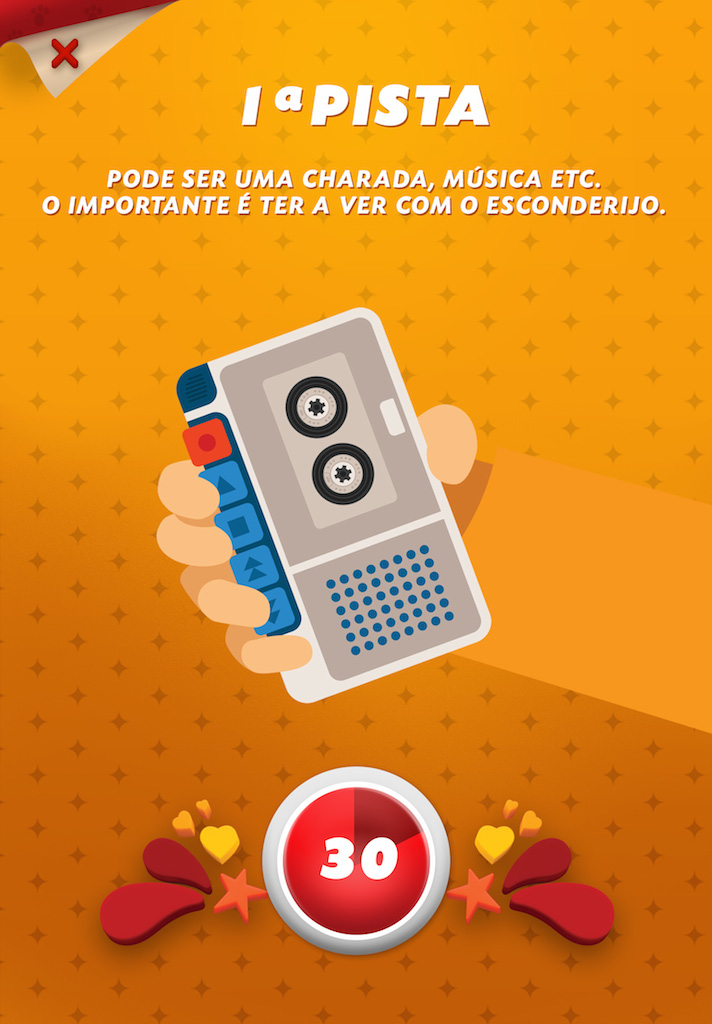 1ª PISTA
PODE SER UMA CHARADA, MÚSICA ETC.
O IMPORTANTE É TER A VER COM O ESCONDERIJO.
30